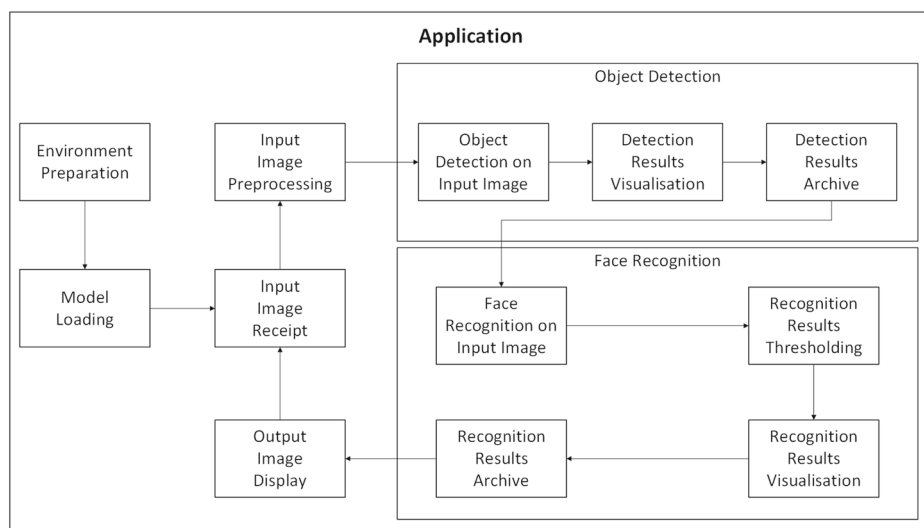 Application
Object Detection
Environment
Preparation
Input
Image
Preprocessing
Object
Detection on
Input Image
Detection
Results
Visualisation
Detection
Results
Archive
Face Recognition
Model
Loading
Input
Image
Receipt
Face
Recognition on
Input Image
Recognition
Results
Thresholding
Output
Image
Display
Recognition
Results
Archive
Recognition
Results
Visualisation